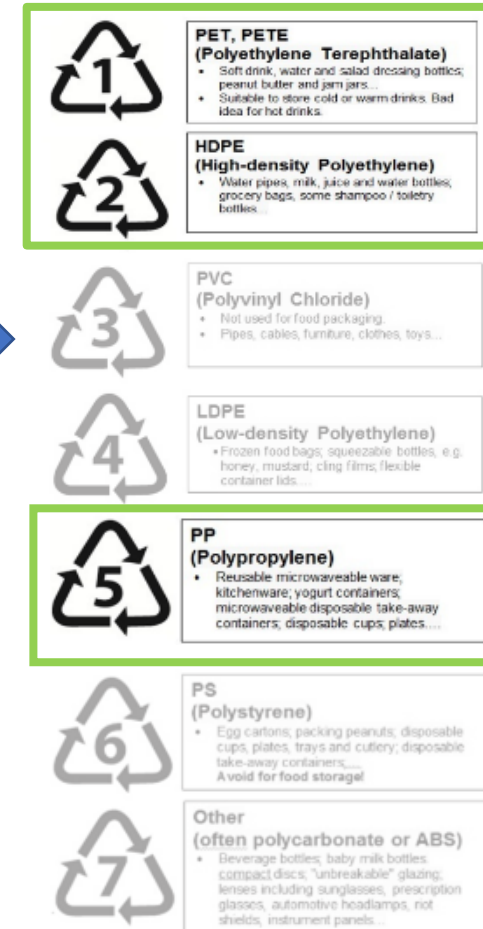 1
PET, PETE
(Polyethylene Terephthalate)
• Soft drink, water and salad dressing bottles;
peanut butter and jam jars...
• Suitable to store cold or warm drinks. Bad
idea for hot drinks.
2
HDPE
(High-density Polyethylene)
• Water pipes, milk, juice and water bottles;
grocery bags, some shampoo / toiletry
bottles...
3
PVC
(Polyvinyl Chloride)
• Not used for food packaging.
• Pipes, cables, furniture, clothes, toys...
4
LDPE
(Low-density Polyethylene)
• Frozen food bags; squeezable bottles, e.g.
honey, mustard; cling films; flexible
container lids....
5
PP
(Polypropylene)
• Reusable microwaveable ware;
kitchenware; yogurt containers;
microwaveable disposable take-away
containers; disposable cups; plates....
6
PS
(Polystyrene)
• Egg cartons; packing peanuts; disposable
cups, plates, trays and cutlery; disposable
take-away containers;
Avoid for food storage!
7
Other
(often polycarbonate or ABS)
• Beverage bottles; baby milk bottles.
compact discs; "unbreakable" glazing;
lenses including sunglasses, prescription
glasses, automotive headlamps, riot
shields, instrument panels...